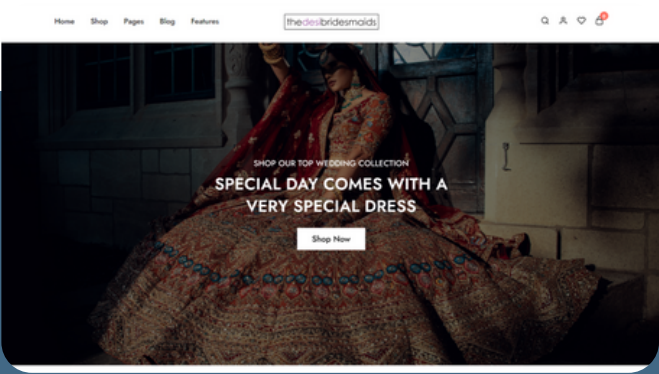 Home Shop Pages Blog Features
thedesibridesmaids
SHOP OUR TOP WEDDING COLLECTION
SPECIAL DAY COMES WITH A
VERY SPECIAL DRESS
Shop Now